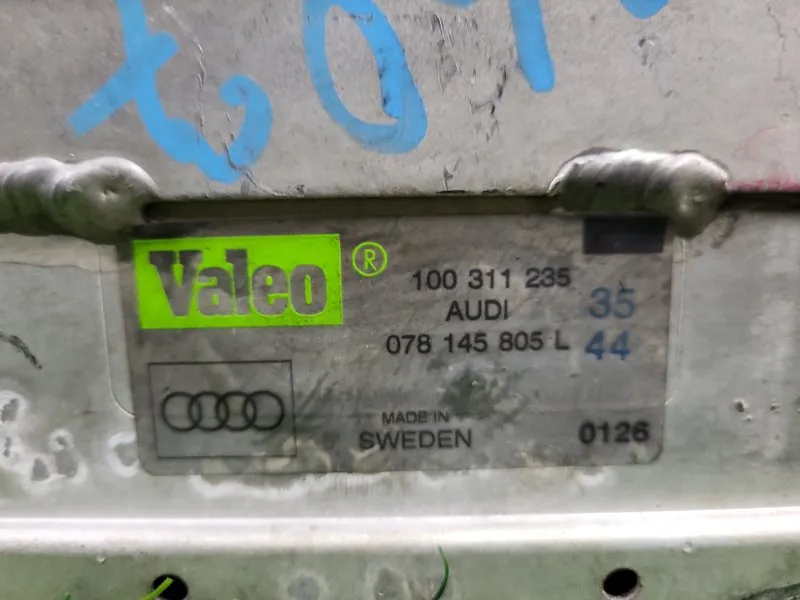 Valeo ®
100 311 235
35
AUDI
078 145 805 L
44
MADE IN
SWEDEN
0126